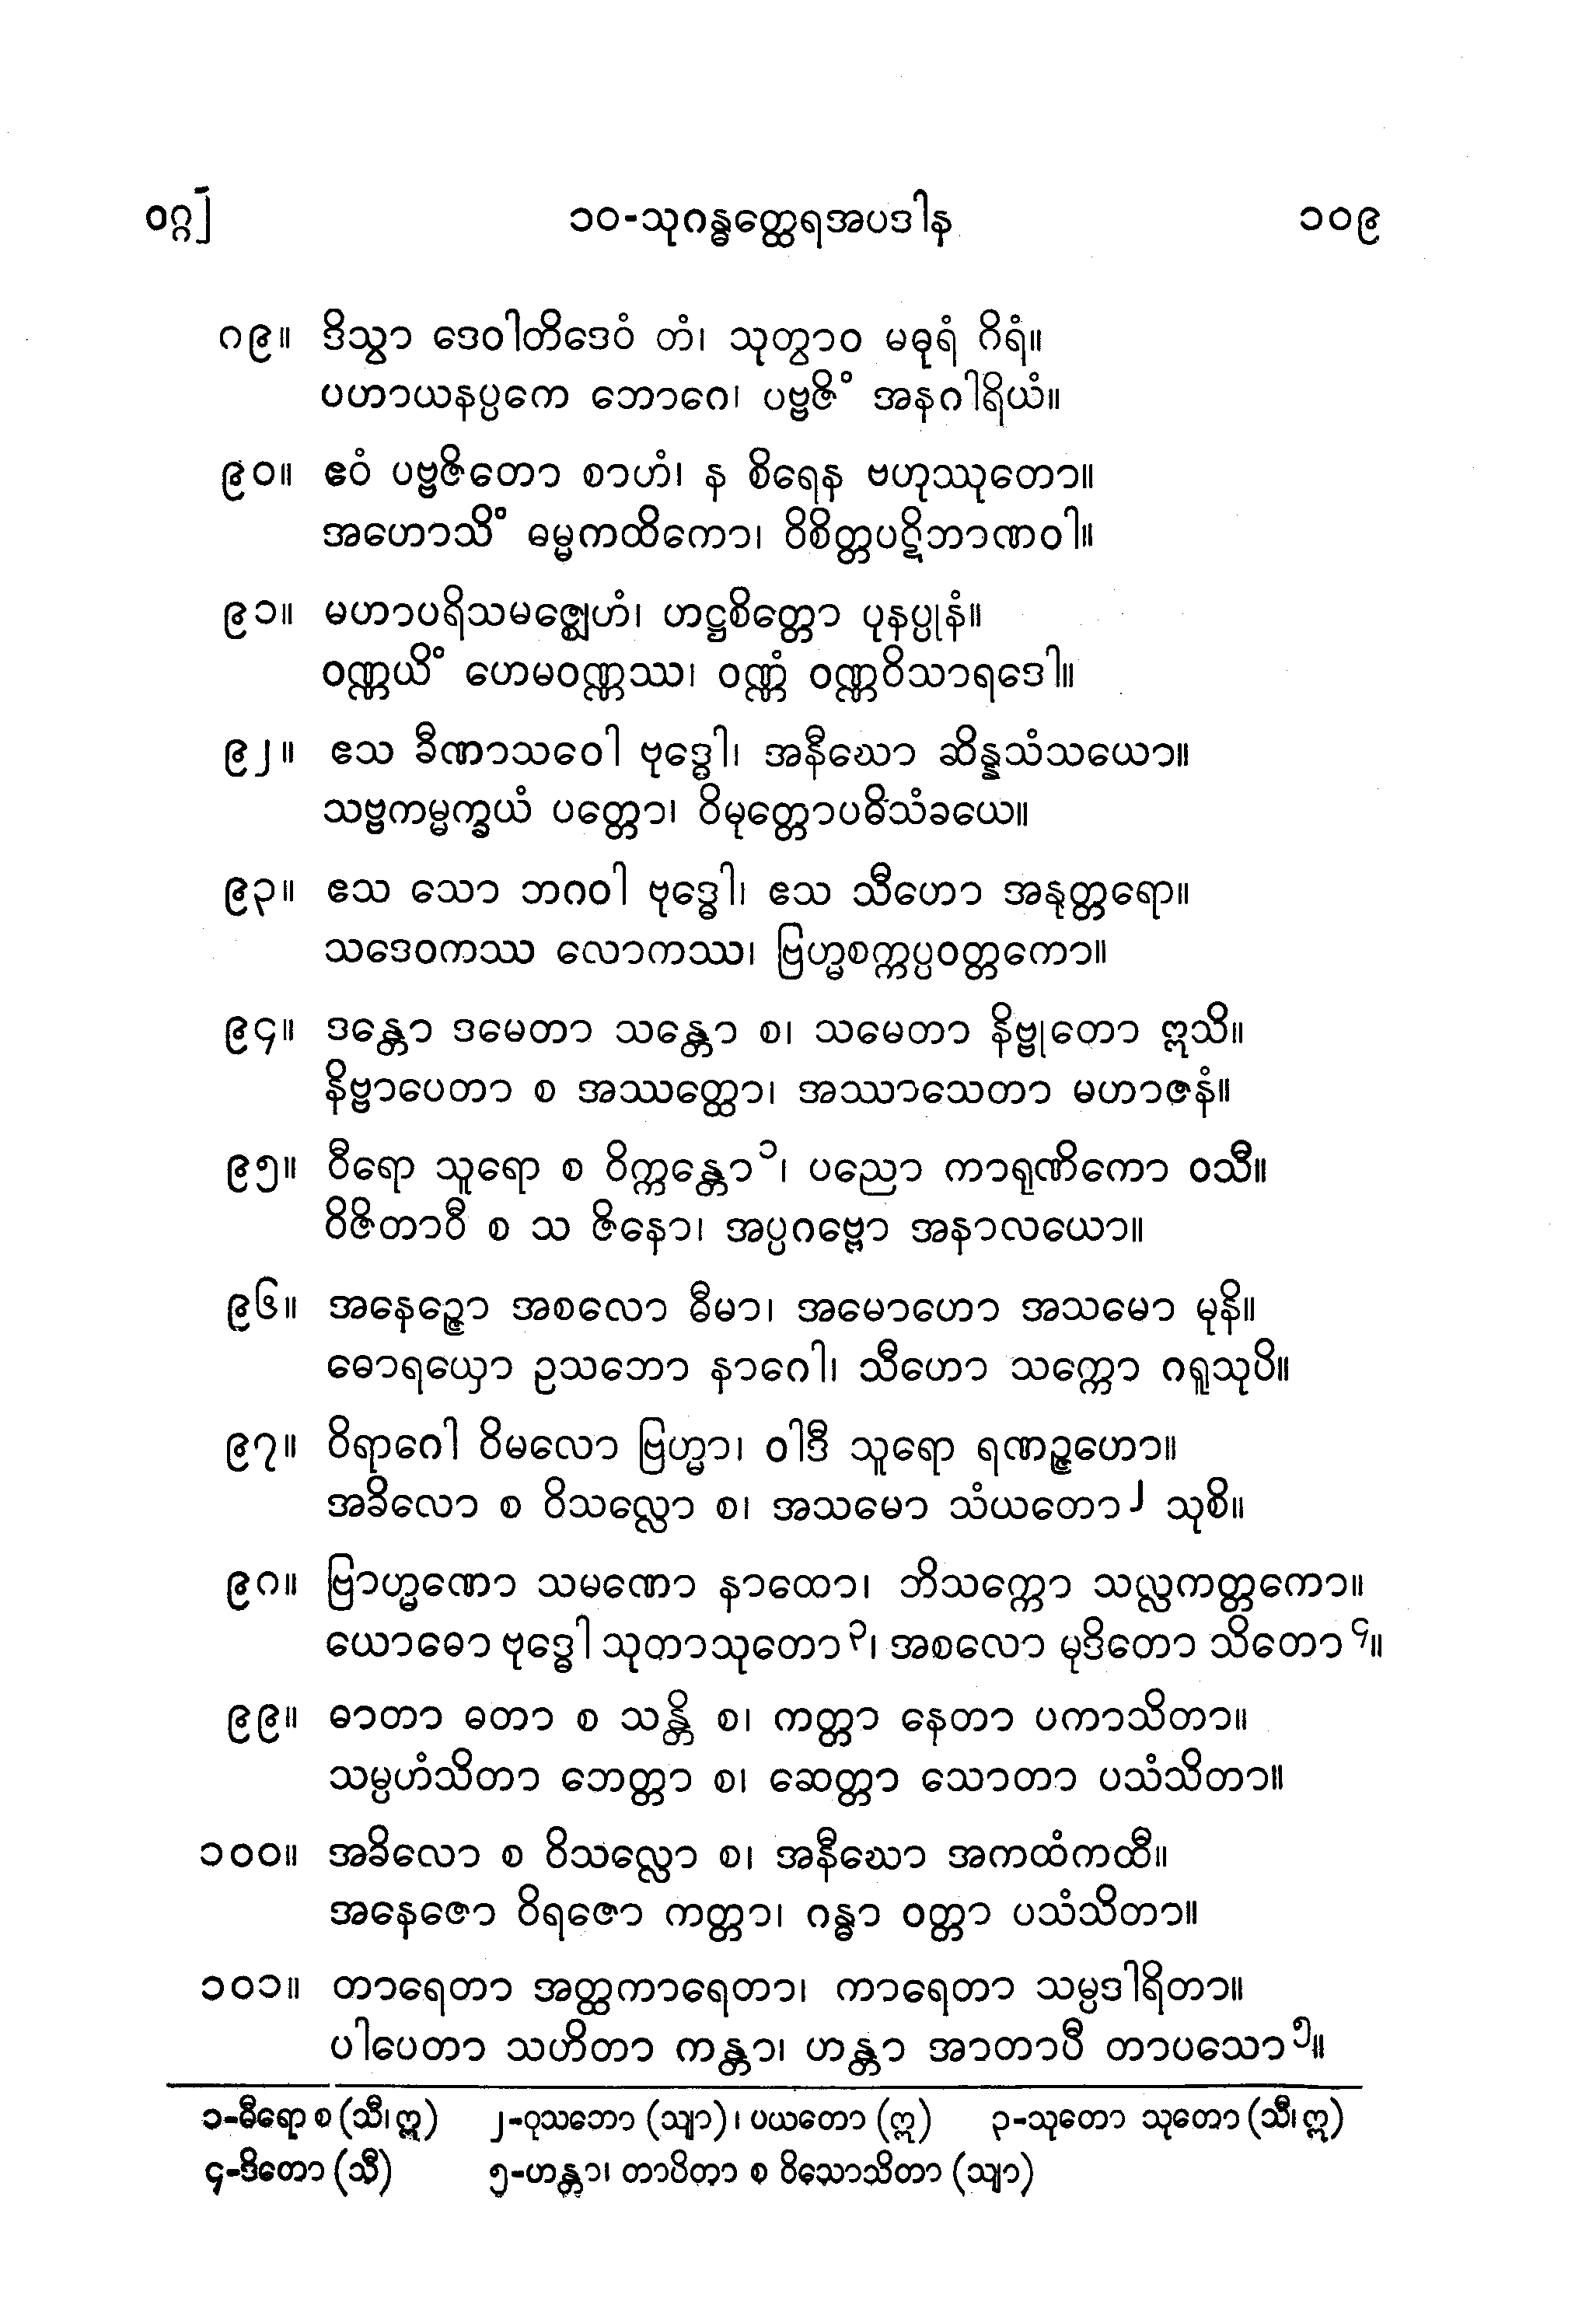 ဝဂ္ဂ]
၁၀-သုဂန္ဓတ္ထေရအပဒါန
၁၀၉
၈၉။ ဒိသွာ ဒေဝါတိဒေဝံ တံ၊ သုတွာဝ မဓုရံ ဂိရံ။
ပဟာယနပ္ပကေ ဘောဂေ၊ ပဗ္ဗဇိံ အနဂါရိယံ။
၉၀။ ဧဝံ ပဗ္ဗဇိတော စာဟံ၊ န စိရေန ဗဟုဿုတော။
အဟောသိံ ဓမ္မကထိကော၊ ဝိစိတ္တပဋိဘာဏဝါ။
၉၁။ မဟာပရိသမဇ္ဈေဟံ၊ ဟဋ္ဌစိတ္တော ပုနပ္ပုနံ။
ဝဏ္ဏယိံ ဟေမဝဏ္ဏဿ၊ ဝဏ္ဏံ ဝဏ္ဏဝိသာရဒေါ။
၉၂။ ဧသ ခီဏာသဝေါ ဗုဒ္ဓေါ၊ အနီဃော ဆိန္နသံသယော။
သဗ္ဗကမ္မက္ခယံ ပတ္တော၊ ဝိမုတ္တောပဓိသံခယေ။
၉၃။ ဧသ သော ဘဂဝါ ဗုဒ္ဓေါ၊ ဧသ သီဟော အနုတ္တရော။
သဒေဝကဿ လောကဿ၊ ဗြဟ္မစက္ကပ္ပဝတ္တကော။
၉၄။ ဒန္တော ဒမေတာ သန္တော စ၊ သမေတာ နိဗ္ဗုတော ဣသိ။
နိဗ္ဗာပေတာ စ အဿတ္ထော၊ အဿာသေတာ မဟာဇနံ။
၉၅။ ဝီရော သူရော စ ဝိက္ကန္တော၁၊ ပညော ကာရုဏိကော ဝသီ။
ဝိဇိတာဝီ စ သ ဇိနော၊ အပ္ပဂဗ္ဗော အနာလယော။
၉၆။ အနေဉ္ဇော အစလော ဓီမာ၊ အမောဟော အသမော မုနိ။
ဓောရယှော ဥသဘော နာဂေါ၊ သီဟော သက္ကော ဂရူသုပိ။
၉၇။ ဝိရာဂေါ ဝိမလော ဗြဟ္မာ၊ ဝါဒီ သူရော ရဏဉ္ဇဟော။
အခိလော စ ဝိသလ္လော စ၊ အသမော သံယတော၂ သုစိ။
၉၈။ ဗြာဟ္မဏော သမဏော နာထော၊ ဘိသက္ကော သလ္လကတ္တကော။
ယောဓော ဗုဒ္ဓေါ သုတာသုတော၃၊ အစလော မုဒိတော သိတော၄။
၉၉။ ဓာတာ ဓတာ စ သန္တိ စ၊ ကတ္တာ နေတာ ပကာသိတာ။
သမ္ပဟံသိတာ ဘေတ္တာ စ၊ ဆေတ္တာ သောတာ ပသံသိတာ။
၁၀၀။ အခိလော စ ဝိသလ္လော စ၊ အနီဃော အကထံကထီ။
အနေဇော ဝိရဇော ကတ္တာ၊ ဂန္ဓာ ဝတ္တာ ပသံသိတာ။
၁၀၁။ တာရေတာ အတ္ထကာရေတာ၊ ကာရေတာ သမ္ပဒါရိတာ။
ပါပေတာ သဟိတာ ကန္တာ၊ ဟန္တာ အာတာပီ တာပသော၅။
၁-ဓီရော စ (သီ၊ ဣ) ၂-ဝုသဘော (သျာ)၊ ပယတော (ဣ) ၃-သုတော သုတော (သီ၊ ဣ)
၄-ဒိတော (သီ) ၅-ဟန္တာ၊ တာပိတာ စ ဝိသောသိတာ (သျာ)